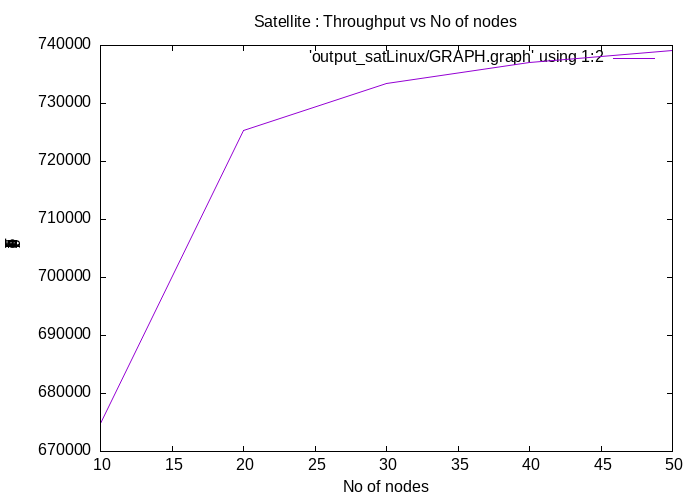 Satellite : Throughput vs No of nodes
740000
'output_satLinux/GRAPH.graph' using 1:2
730000
720000
710000
700000
690000
680000
670000
10 15 20 25 30 35 40 45 50
No of nodes